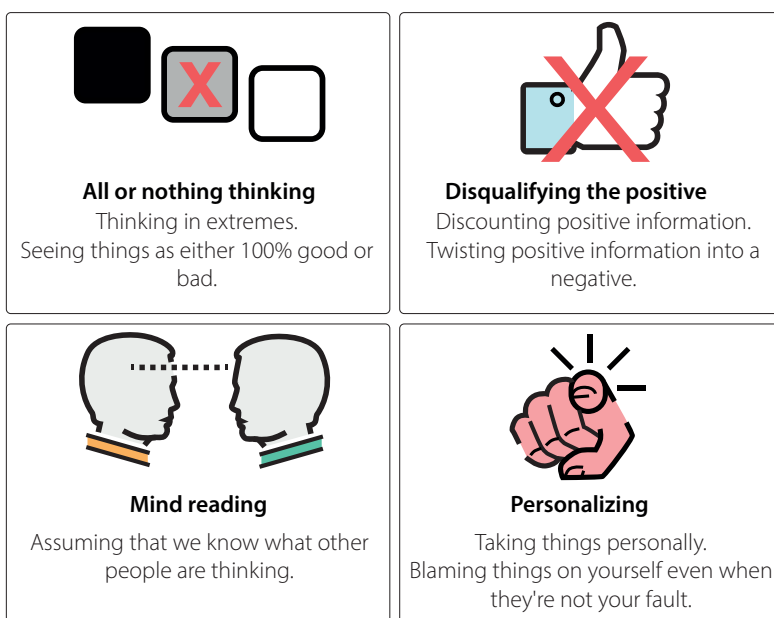 X
All or nothing thinking
Thinking in extremes.
Seeing things as either 100% good or
bad.
Disqualifying the positive
Discounting positive information.
Twisting positive information into a
negative.
Mind reading
Assuming that we know what other
people are thinking.
Personalizing
Taking things personally.
Blaming things on yourself even when
they're not your fault.